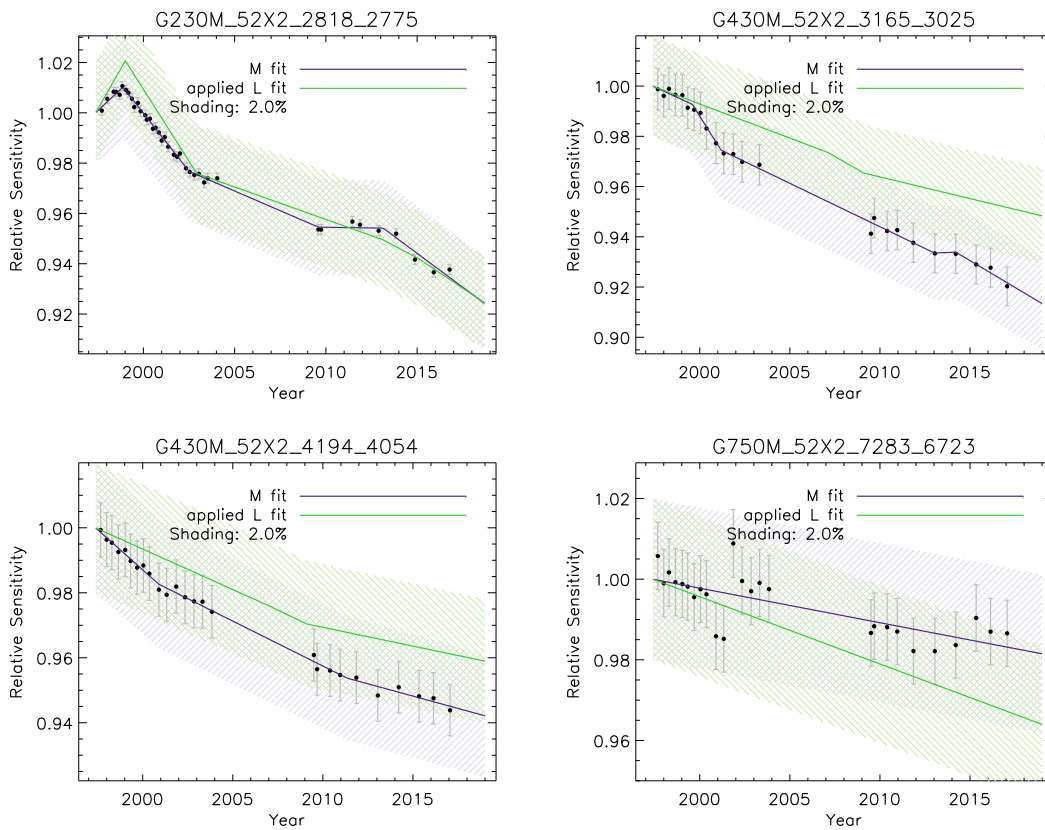 G230M_52X2_2818_2775
M fit
applied L fit
Shading: 2.0%
Relative Sensitivity
1.02
1.00
0.98
0.96
0.94
0.92
2000
2005
2010
2015
Year
G430M_52X2_3165_3025
M fit
applied L fit
Shading: 2.0%
Relative Sensitivity
1.00
0.98
0.96
0.94
0.92
0.90
2000
2005
2010
2015
Year
G430M_52X2_4194_4054
M fit
applied L fit
Shading: 2.0%
Relative Sensitivity
1.00
0.98
0.96
0.94
2000
2005
2010
2015
Year
G750M_52X2_7283_6723
M fit
applied L fit
Shading: 2.0%
Relative Sensitivity
1.02
1.00
0.98
0.96
2000
2005
2010
2015
Year